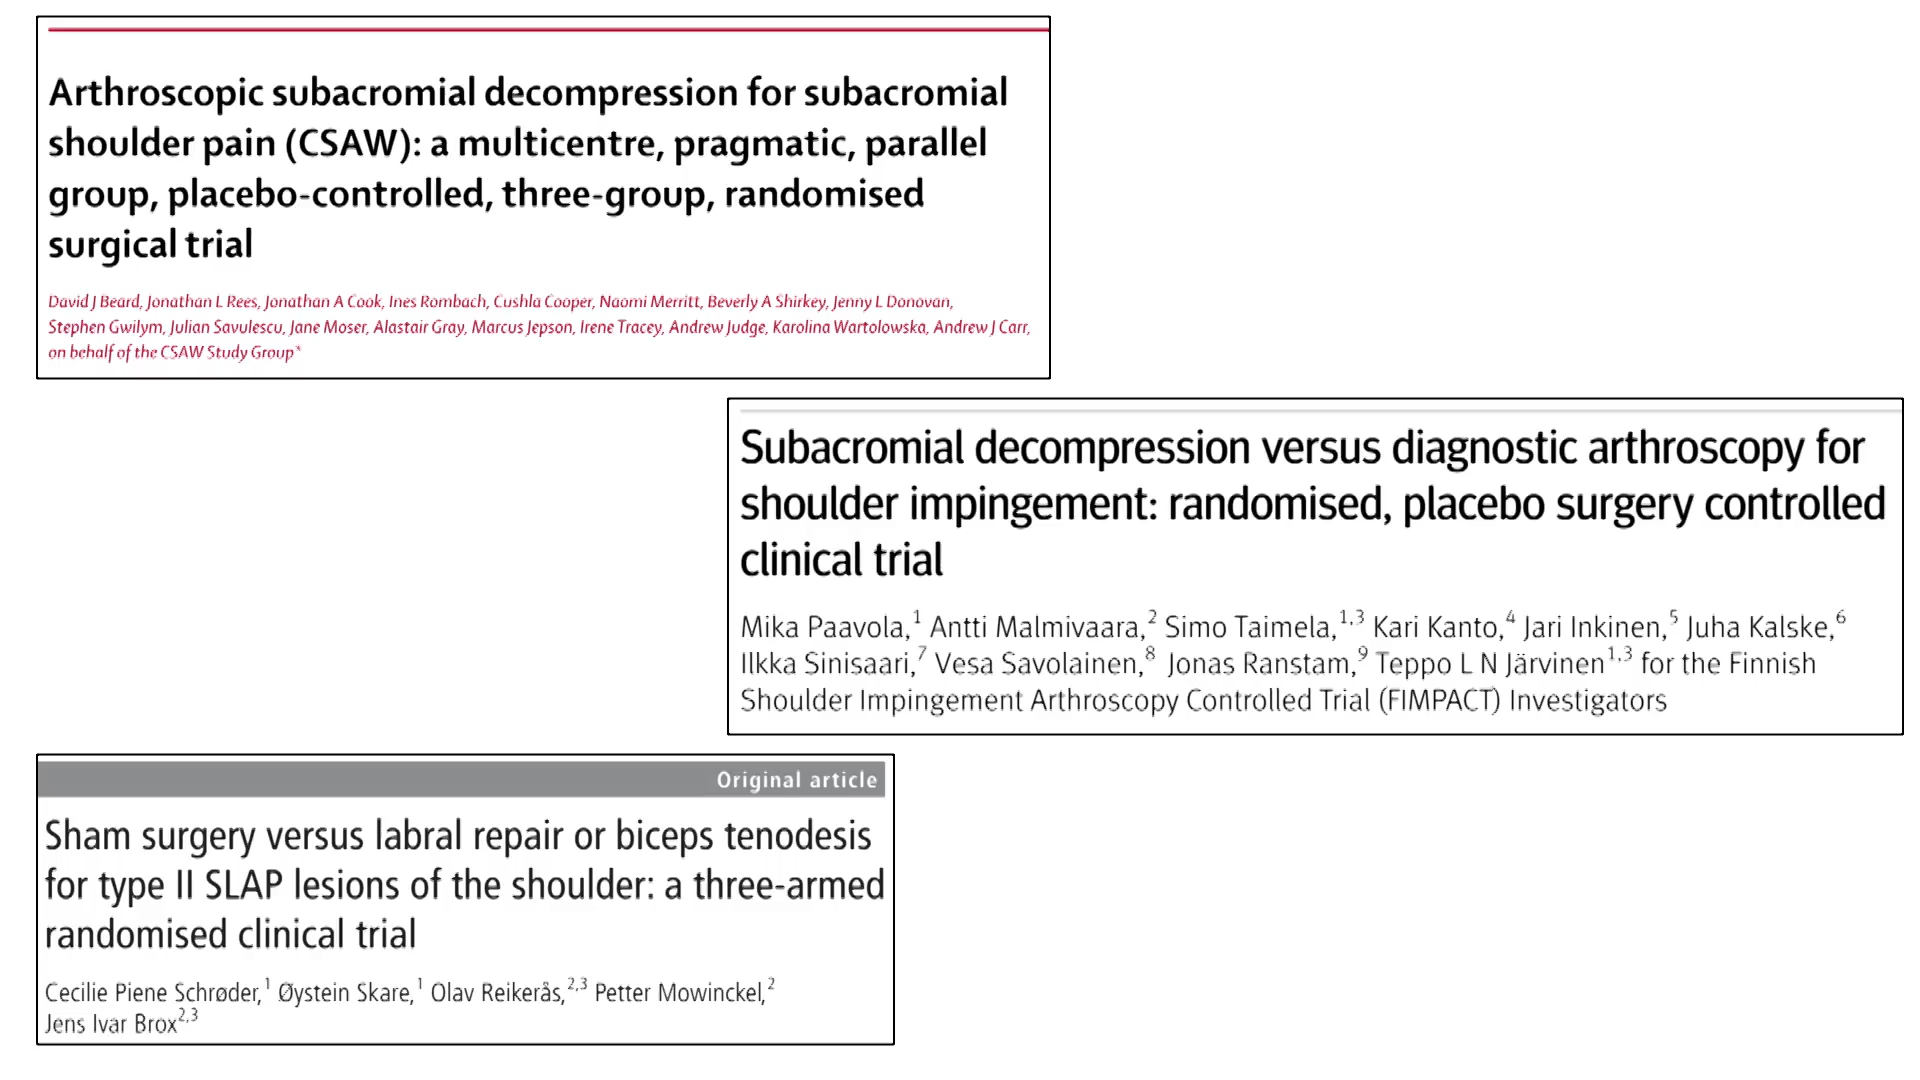 Arthroscopic subacromial decompression for subacromial
shoulder pain (CSAW): a multicentre, pragmatic, parallel
group, placebo-controlled, three-group, randomised
surgical trial
David J Beard, Jonathan L Rees, Jonathan A Cook, Ines Rombach, Cushla Cooper, Naomi Merritt, Beverly A Shirkey, Jenny L Donovan,
Stephen Gwilym, Julian Savulescu, Jane Moser, Alastair Gray, Marcus Jepson, Irene Tracey, Andrew Judge, Karolina Wartolowska, Andrew J Carr,
on behalf of the CSAW Study Group*
Subacromial decompression versus diagnostic arthroscopy for
shoulder impingement: randomised, placebo surgery controlled
clinical trial
Mika Paavola,1 Antti Malmivaara,2 Simo Taimela,1,3 Kari Kanto,4 Jari Inkinen,5 Juha Kalske,6
Ilkka Sinisaari,7 Vesa Savolainen,8 Jonas Ranstam,9 Teppo L N Järvinen1,3 for the Finnish
Shoulder Impingement Arthroscopy Controlled Trial (FIMPACT) Investigators
Original article
Sham surgery versus labral repair or biceps tenodesis
for type II SLAP lesions of the shoulder: a three-armed
randomised clinical trial
Cecilie Piene Schrøder,1 Øystein Skare,1 Olav Reikerås,2,3 Petter Mowinckel,2
Jens Ivar Brox2,3